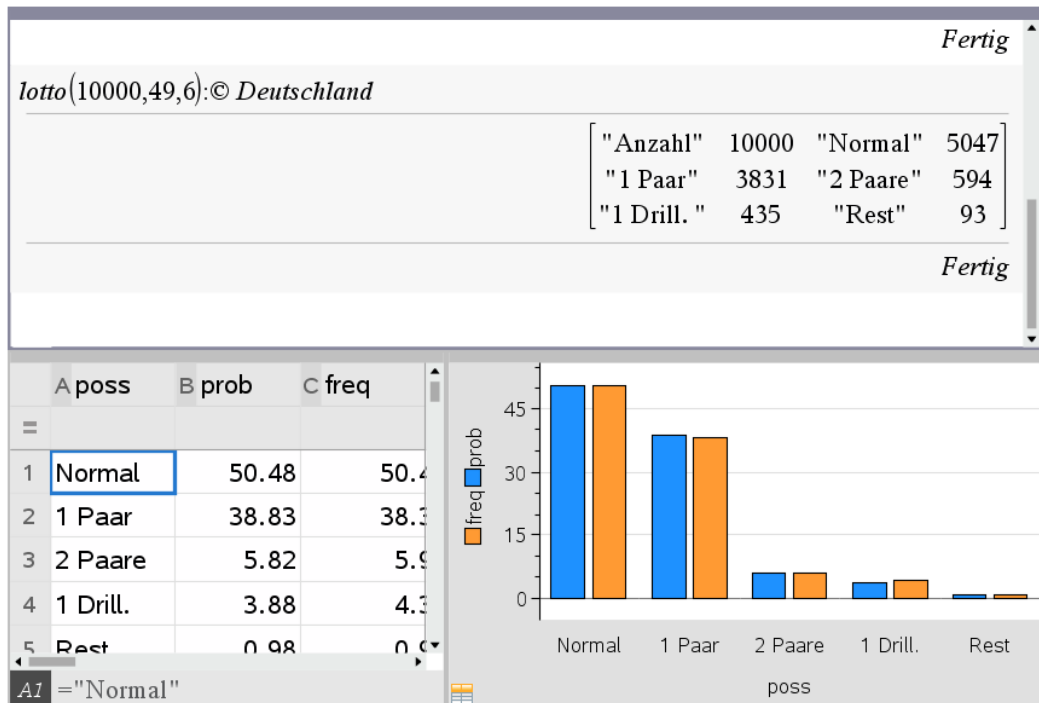 Fertig
lotto(10000,49,6):© Deutschland
"Anzahl" 10000 "Normal" 5047
"1 Paar" 3831 "2 Paare" 594
"1 Drill. " 435 "Rest" 93
Fertig
A poss B prob C freq
=
1 Normal 50.48
2 1 Paar 38.83
3 2 Paare 5.82
4 1 Drill. 3.88
5 Rest 0.98
A1 ="Normal"
freq prob
45
30
15
0
Normal 1 Paar 2 Paare 1 Drill. Rest
poss